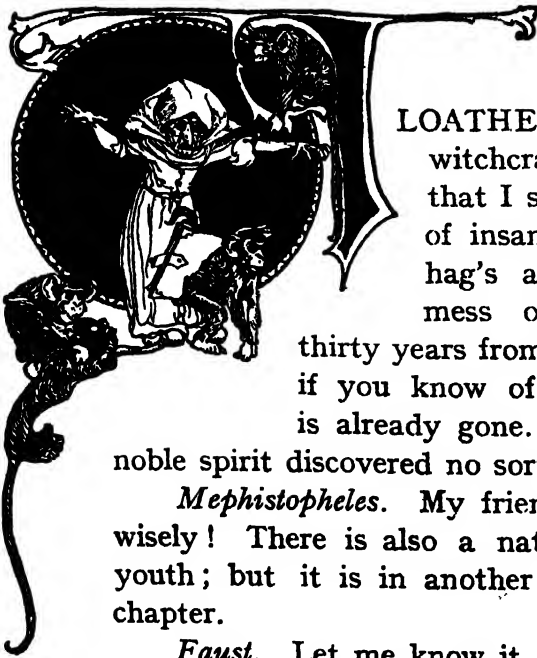 I LOATHE
witchcra
that I s
of insan
hag's a
mess o
thirty years from
if you know of
is already gone.
noble spirit discovered no sor
Mephistopheles. My frien
wisely! There is also a nat
youth; but it is in another
chapter.
Faust. Let me know it